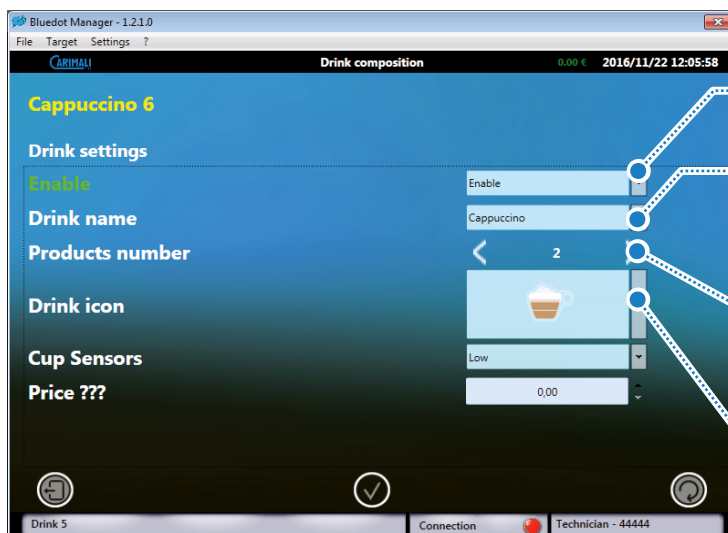 Bluedot Manager - 1.2.1.0
File Target Settings ?
CARIMALI Drink composition 0.00 € 2016/11/22 12:05:58
Cappuccino 6
Drink settings
Enable Enable
Drink name Cappuccino
Products number 2
Drink icon
Cup Sensors Low
Price ??? 0,00
Drink 5 Connection Technician - 44444